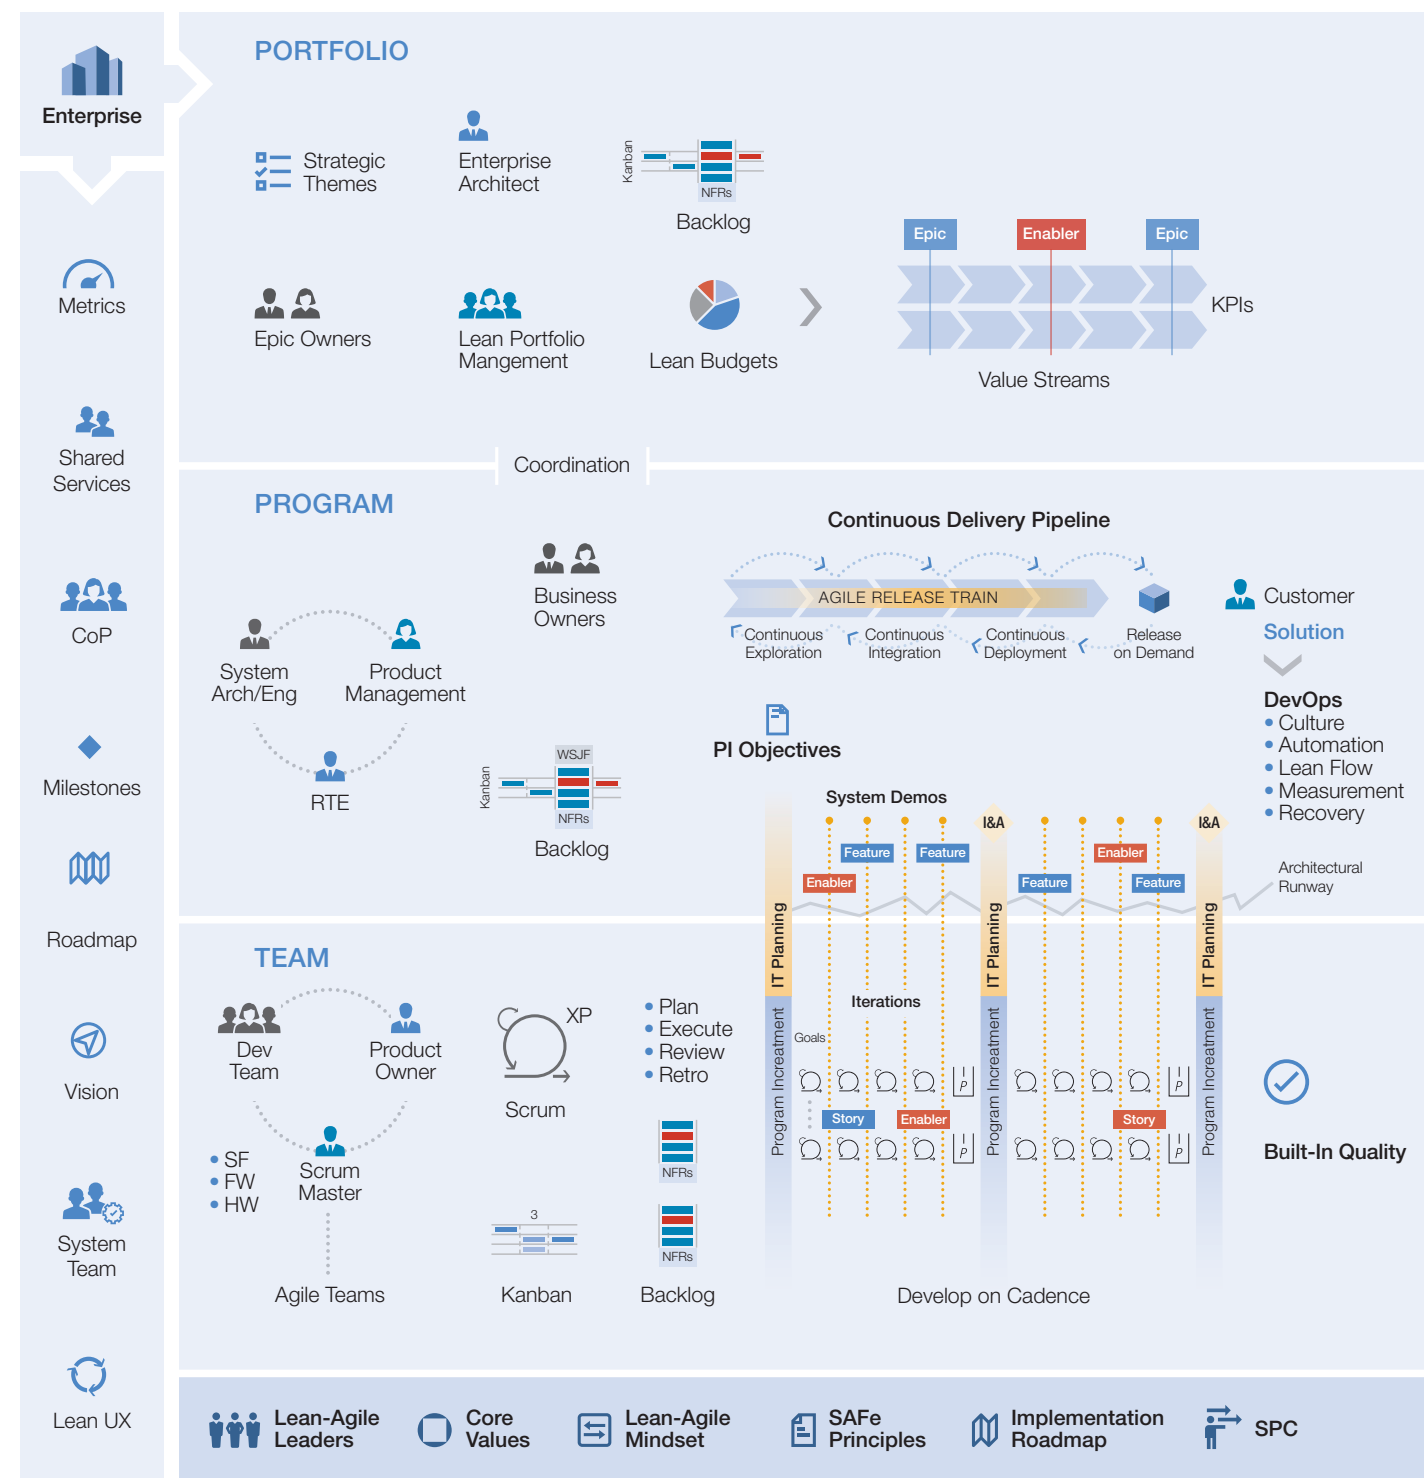 Enterprise
Metrics
Shared
Services
CoP
Milestones
Roadmap
Vision
System
Team
Lean UX
PORTFOLIO
Strategic
Themes
Enterprise
Architect
Kanban
NFRs
Backlog
Epic Owners
Lean Portfolio
Mangement
Lean Budgets
Epic
Enabler
Epic
KPIs
Value Streams
Coordination
PROGRAM
Business
Owners
System
Arch/Eng
Product
Management
RTE
Kanban
WSJF
NFRs
Backlog
Continuous Delivery Pipeline
AGILE RELEASE TRAIN
Continuous
Exploration
Continuous
Integration
Continuous
Deployment
Release
on Demand
Customer
Solution
DevOps
• Culture
• Automation
• Lean Flow
• Measurement
• Recovery
PI Objectives
System Demos
I&A
I&A
Feature
Feature
Enabler
Enabler
Feature
Feature
Architectural
Runway
IT Planning
IT Planning
IT Planning
TEAM
Dev
Team
Product
Owner
Scrum
Master
• SF
• FW
• HW
Agile Teams
XP
Scrum
• Plan
• Execute
• Review
• Retro
NFRs
3
Kanban
NFRs
Backlog
Iterations
Goals
Program Increatment
Program Increatment
Program Increatment
P
P
Story
Enabler
Story
P
P
Develop on Cadence
Built-In Quality
Lean-Agile
Leaders
Core
Values
Lean-Agile
Mindset
SAFe
Principles
Implementation
Roadmap
SPC